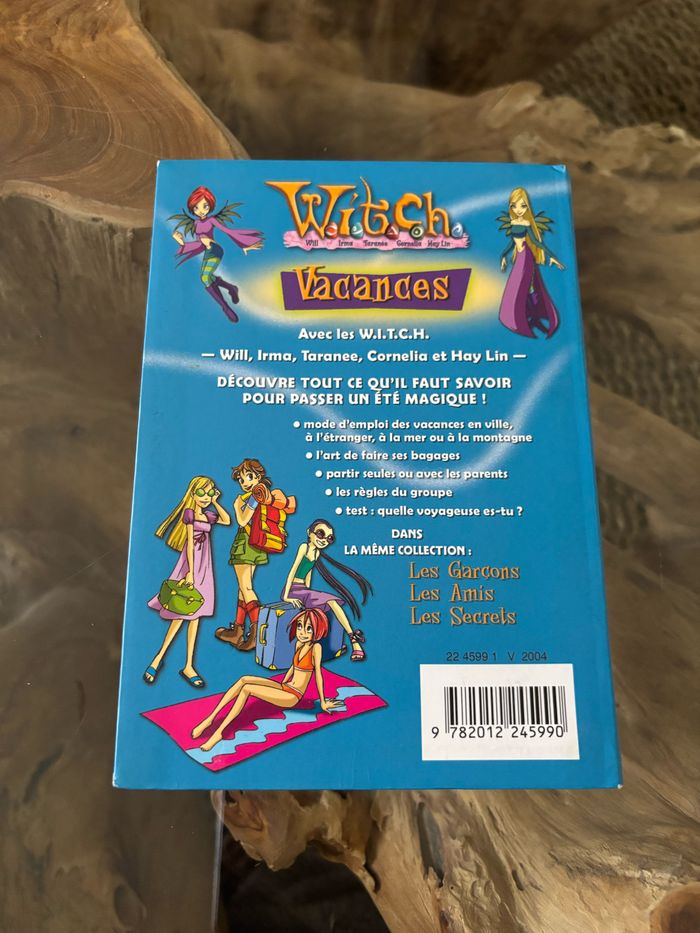 W.i.t.c.h.
Will Irma Taranée Cornelia Hay Lin
Vacances
Avec les W.I.T.C.H.
— Will, Irma, Taranee, Cornelia et Hay Lin —
DÉCOUVRE TOUT CE QU'IL FAUT SAVOIR
POUR PASSER UN ÉTÉ MAGIQUE !
• mode d'emploi des vacances en ville,
à l'étranger, à la mer ou à la montagne
• l'art de faire ses bagages
• partir seules ou avec les parents
• les règles du groupe
• test : quelle voyageuse es-tu ?
DANS
LA MÊME COLLECTION :
Les Garçons
Les Amis
Les Secrets
22 4599 1 V 2004
9 782012 245990